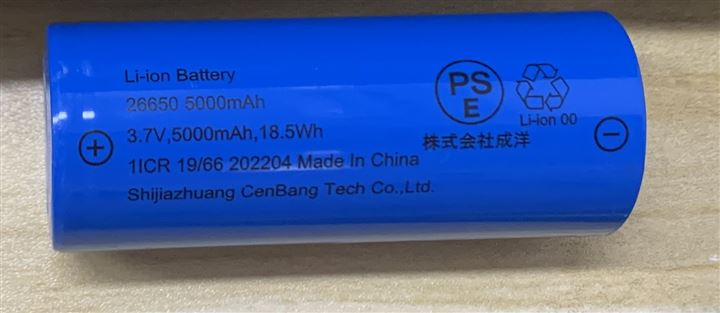 Li-ion Battery
26650 5000mAh
3.7V,5000mAh,18.5Wh
1ICR 19/66 202204 Made In China
Shijiazhuang CenBang Tech Co.,Ltd.
+
PS
E
Li-ion 00
株式会社成洋
−